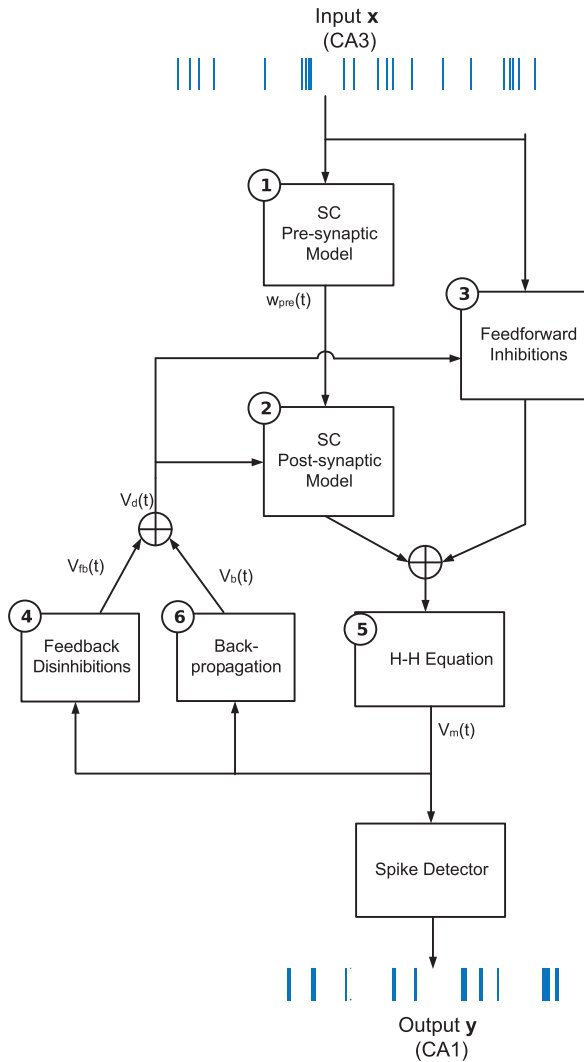 Input x
(CA3)
1
SC
Pre-synaptic
Model
wpre(t)
3
Feedforward
Inhibitions
2
SC
Post-synaptic
Model
Vd(t)
Vfb(t)
Vb(t)
4
Feedback
Disinhibitions
6
Back-
propagation
5
H-H Equation
Vm(t)
Spike Detector
Output y
(CA1)